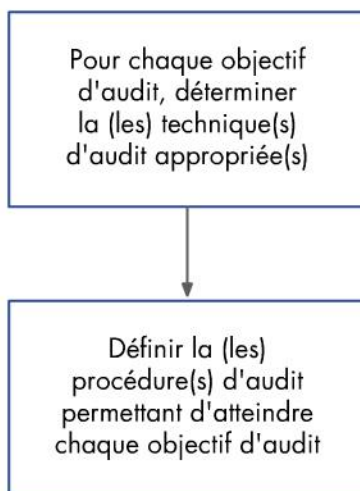 Pour chaque objectif
d'audit, déterminer
la (les) technique(s)
d'audit appropriée(s)
Définir la (les)
procédure(s) d'audit
permettant d'atteindre
chaque objectif d'audit